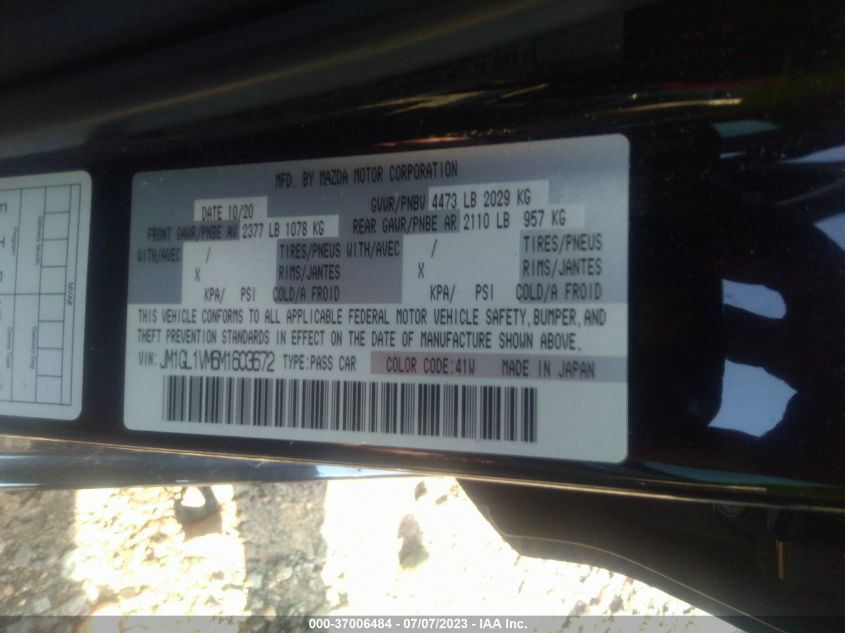 MFD. BY MAZDA MOTOR CORPORATION
DATE 10/20 GVWR/PNBV 4473 LB 2029 KG
FRONT GAWR/PNBE AV 2377 LB 1078 KG REAR GAWR/PNBE AR 2110 LB 957 KG
WITH/AVEC / TIRES/PNEUS WITH/AVEC / TIRES/PNEUS
X RIMS/JANTES X RIMS/JANTES
KPA/ PSI COLD/A FROID KPA/ PSI COLD/A FROID
THIS VEHICLE CONFORMS TO ALL APPLICABLE FEDERAL MOTOR VEHICLE SAFETY, BUMPER, AND
THEFT PREVENTION STANDARDS IN EFFECT ON THE DATE OF MANUFACTURE SHOWN ABOVE.
VIN: JM1GL1VM6M1603672 TYPE:PASS CAR COLOR CODE:41W MADE IN JAPAN
000-37006484 - 07/07/2023 - IAA Inc.